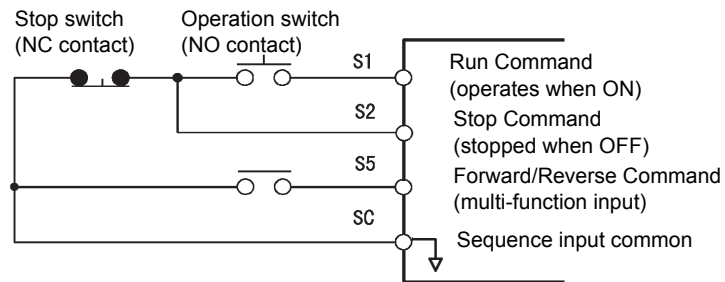 Stop switch
(NC contact)
Operation switch
(NO contact)
S1
Run Command
(operates when ON)
S2
Stop Command
(stopped when OFF)
S5
Forward/Reverse Command
(multi-function input)
SC
Sequence input common